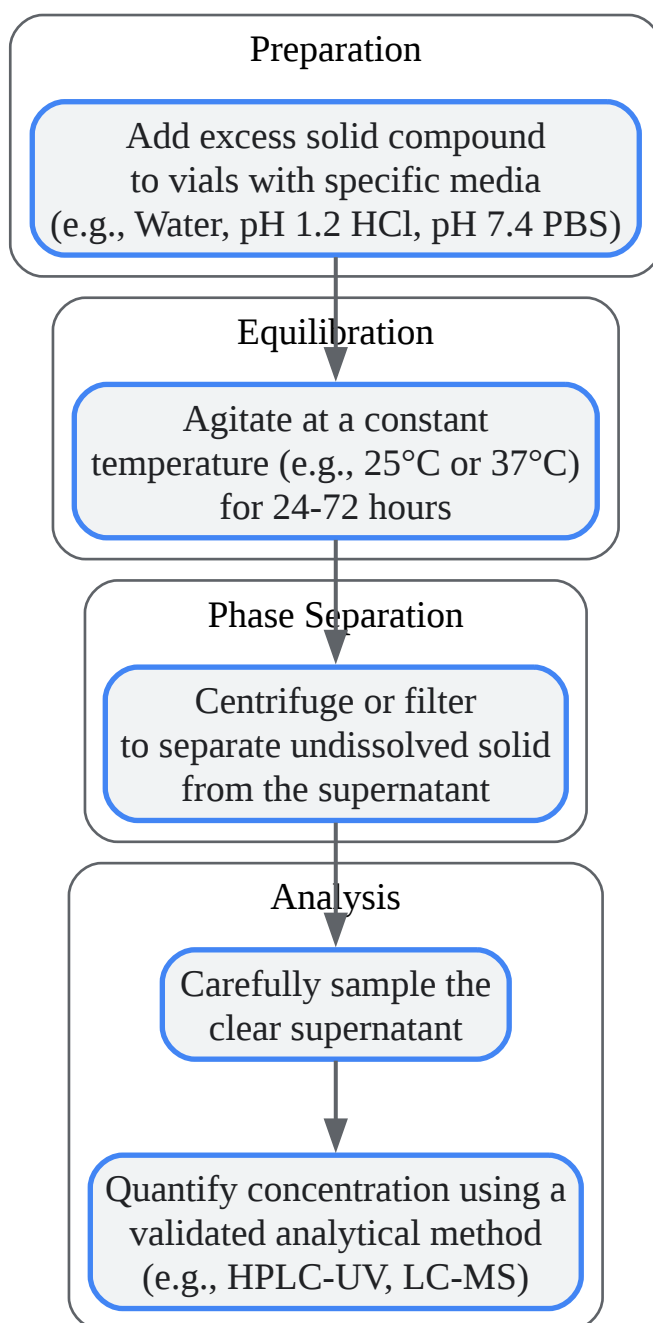 Preparation
Add excess solid compound
to vials with specific media
(e.g., Water, pH 1.2 HCl, pH 7.4 PBS)
Equilibration
Agitate at a constant
temperature (e.g., 25°C or 37°C)
for 24-72 hours
Phase Separation
Centrifuge or filter
to separate undissolved solid
from the supernatant
Analysis
Carefully sample the
clear supernatant
Quantify concentration using a
validated analytical method
(e.g., HPLC-UV, LC-MS)